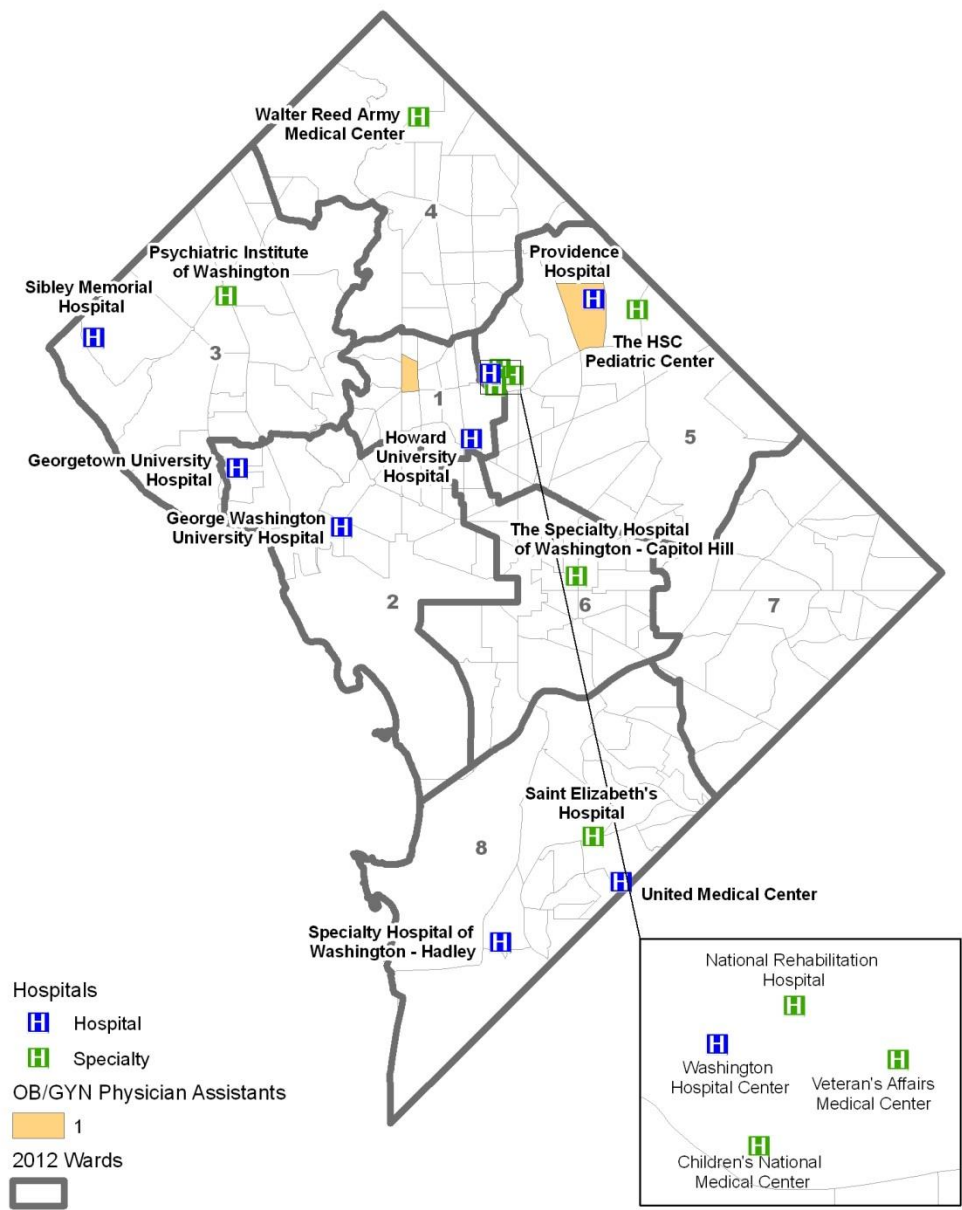 Walter Reed Army
Medical Center
H
4
Psychiatric Institute
of Washington
H
Providence
Hospital
H
H
The HSC
Pediatric Center
Sibley Memorial
Hospital
H
3
1
H
H
Howard
University
Hospital
H
5
Georgetown University
Hospital
H
George Washington
University Hospital
H
The Specialty Hospital
of Washington - Capitol Hill
H
2
6
7
Saint Elizabeth's
Hospital
H
8
H
United Medical Center
Specialty Hospital of
Washington - Hadley
H
Hospitals
H Hospital
H Specialty
OB/GYN Physician Assistants
1
2012 Wards
National Rehabilitation
Hospital
H
H
Washington
Hospital Center
H
Veteran's Affairs
Medical Center
H
Children's National
Medical Center